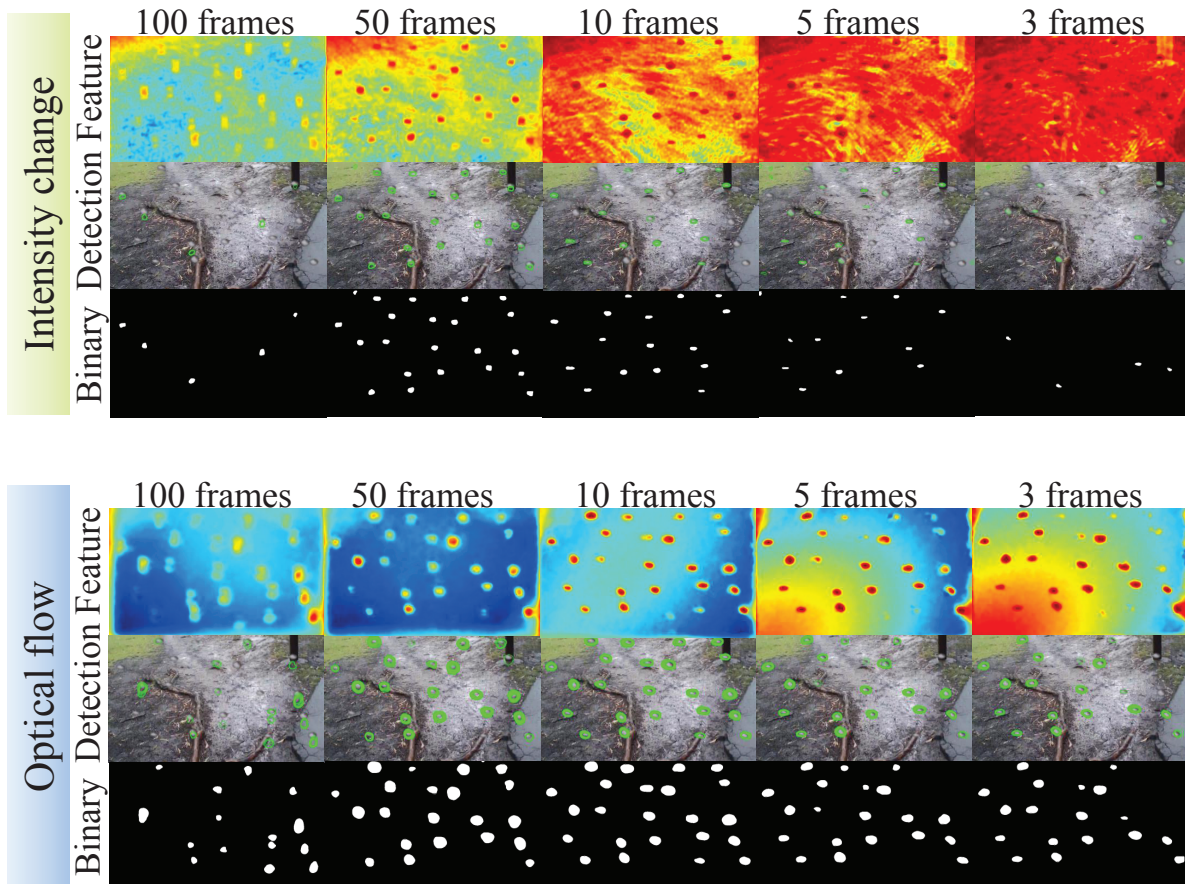 100 frames 50 frames 10 frames 5 frames 3 frames
Intensity change
Feature
Detection
Binary
100 frames 50 frames 10 frames 5 frames 3 frames
Optical flow
Feature
Detection
Binary